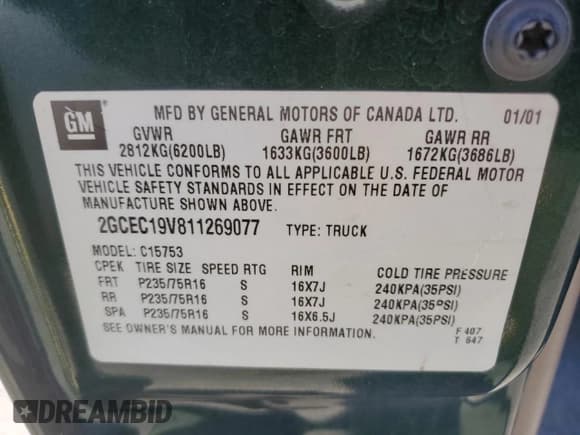 GM
MFD BY GENERAL MOTORS OF CANADA LTD. 01/01
GVWR GAWR FRT GAWR RR
2812KG(6200LB) 1633KG(3600LB) 1672KG(3686LB)
THIS VEHICLE CONFORMS TO ALL APPLICABLE U.S. FEDERAL MOTOR
VEHICLE SAFETY STANDARDS IN EFFECT ON THE DATE OF
MANUFACTURE SHOWN ABOVE.
2GCEC19V811269077 TYPE: TRUCK
MODEL: C15753
CPEK TIRE SIZE SPEED RTG RIM COLD TIRE PRESSURE
FRT P235/75R16 S 16X7J 240KPA(35PSI)
RR P235/75R16 S 16X7J 240KPA(35PSI)
SPA P235/75R16 S 16X6.5J 240KPA(35PSI)
SEE OWNER'S MANUAL FOR MORE INFORMATION.
F 407
T 647
DREAMBID